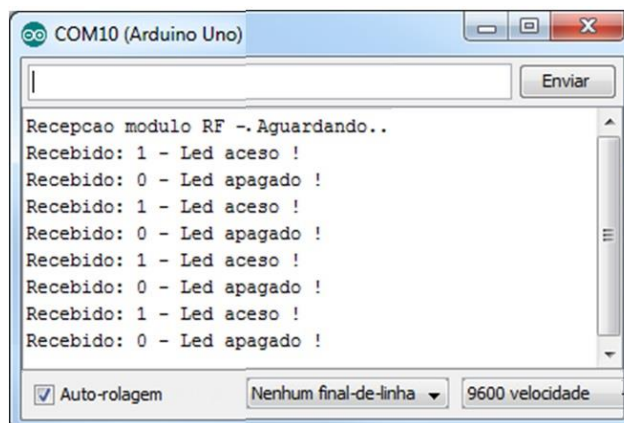 COM10 (Arduino Uno)
Enviar
Recepcao modulo RF -. Aguardando..
Recebido: 1 - Led aceso !
Recebido: 0 - Led apagado !
Recebido: 1 - Led aceso !
Recebido: 0 - Led apagado !
Recebido: 1 - Led aceso !
Recebido: 0 - Led apagado !
Recebido: 1 - Led aceso !
Recebido: 0 - Led apagado !
Auto-rolagem Nenhum final-de-linha 9600 velocidade